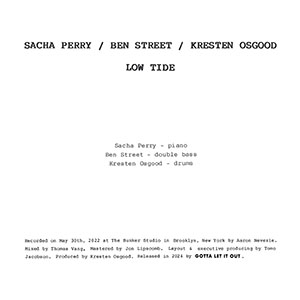 SACHA PERRY / BEN STREET / KRESTEN OSGOOD
LOW TIDE
Sacha Perry - piano
Ben Street - double bass
Kresten Osgood - drums
Recorded on May 30th, 2022 at The Bunker Studio in Brooklyn, New York by Aaron Nevezie.
Mixed by Thomas Vang, Mastered by Jon Lipscomb. Layout & executive producing by Tomo
Jacobson. Produced by Kresten Osgood. Released in 2024 by GOTTA LET IT OUT.